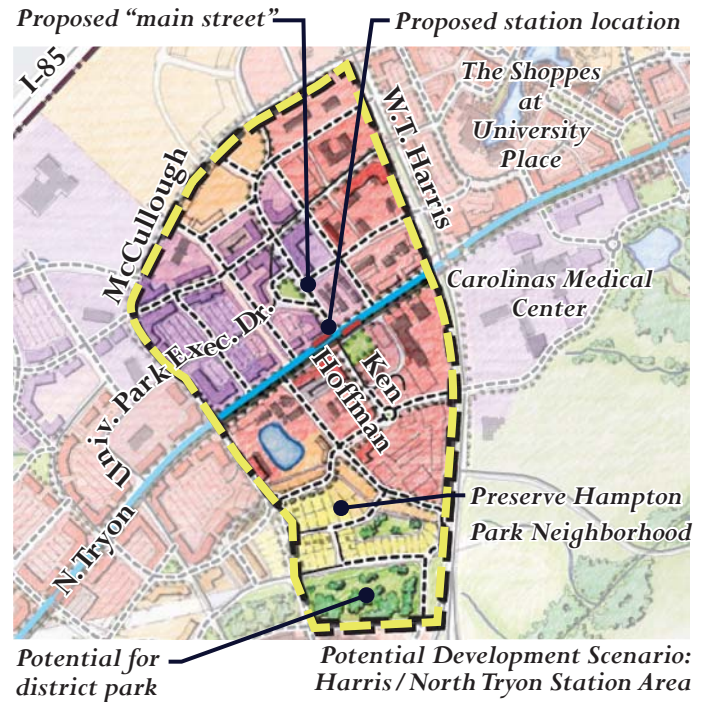 Proposed “main street”
Proposed station location
I-85
The Shoppes
at
University
Place
McCullough
W.T. Harris
Carolinas Medical
Center
Univ. Park Exec. Dr.
Ken
Hoffman
N. Tryon
Preserve Hampton
Park Neighborhood
Potential for
district park
Potential Development Scenario:
Harris / North Tryon Station Area